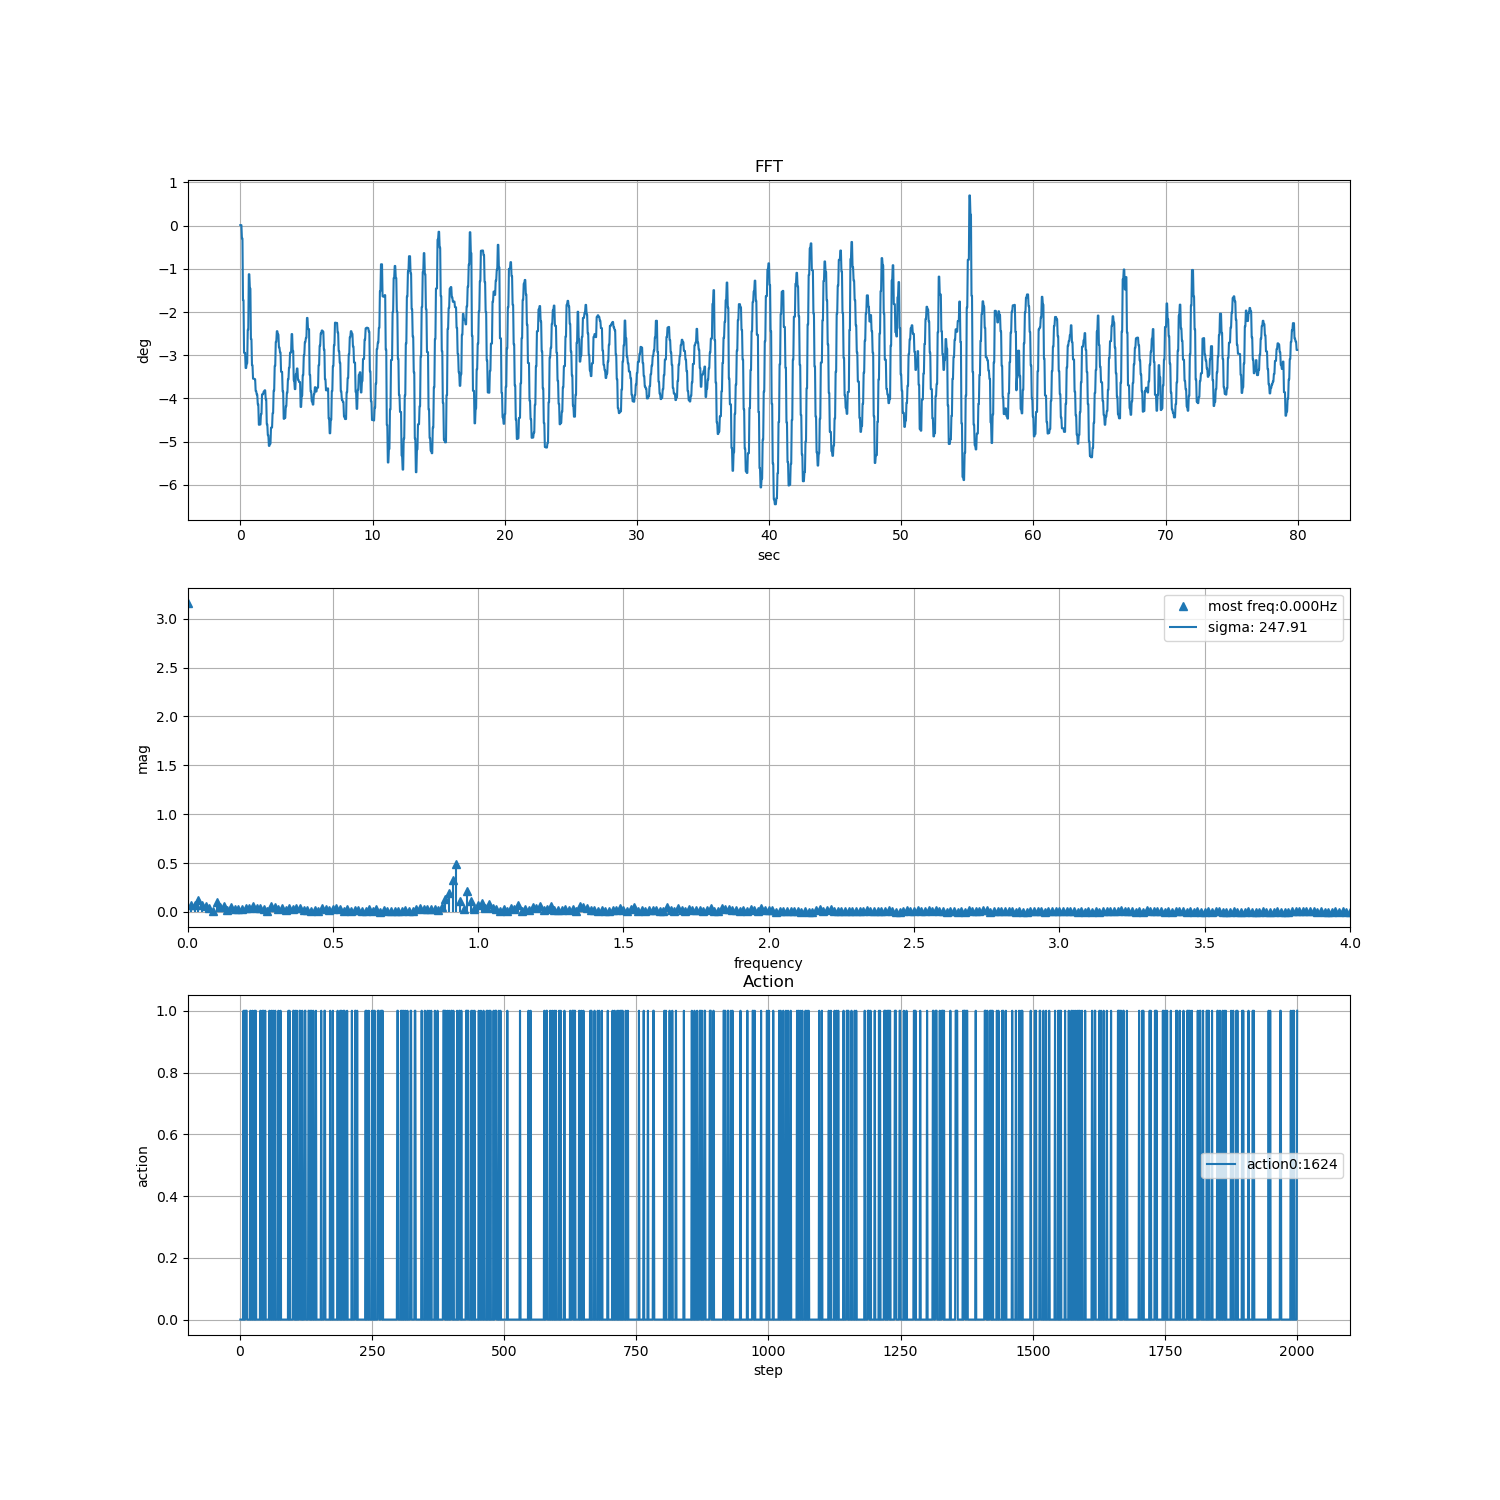 FFT
1
0
−1
−2
−3
−4
−5
−6
deg
0 10 20 30 40 50 60 70 80
sec
most freq:0.000Hz
sigma: 247.91
3.0
2.5
2.0
1.5
1.0
0.5
0.0
mag
0.0 0.5 1.0 1.5 2.0 2.5 3.0 3.5 4.0
frequency
Action
1.0
0.8
0.6
0.4
0.2
0.0
action
action0:1624
0 250 500 750 1000 1250 1500 1750 2000
step